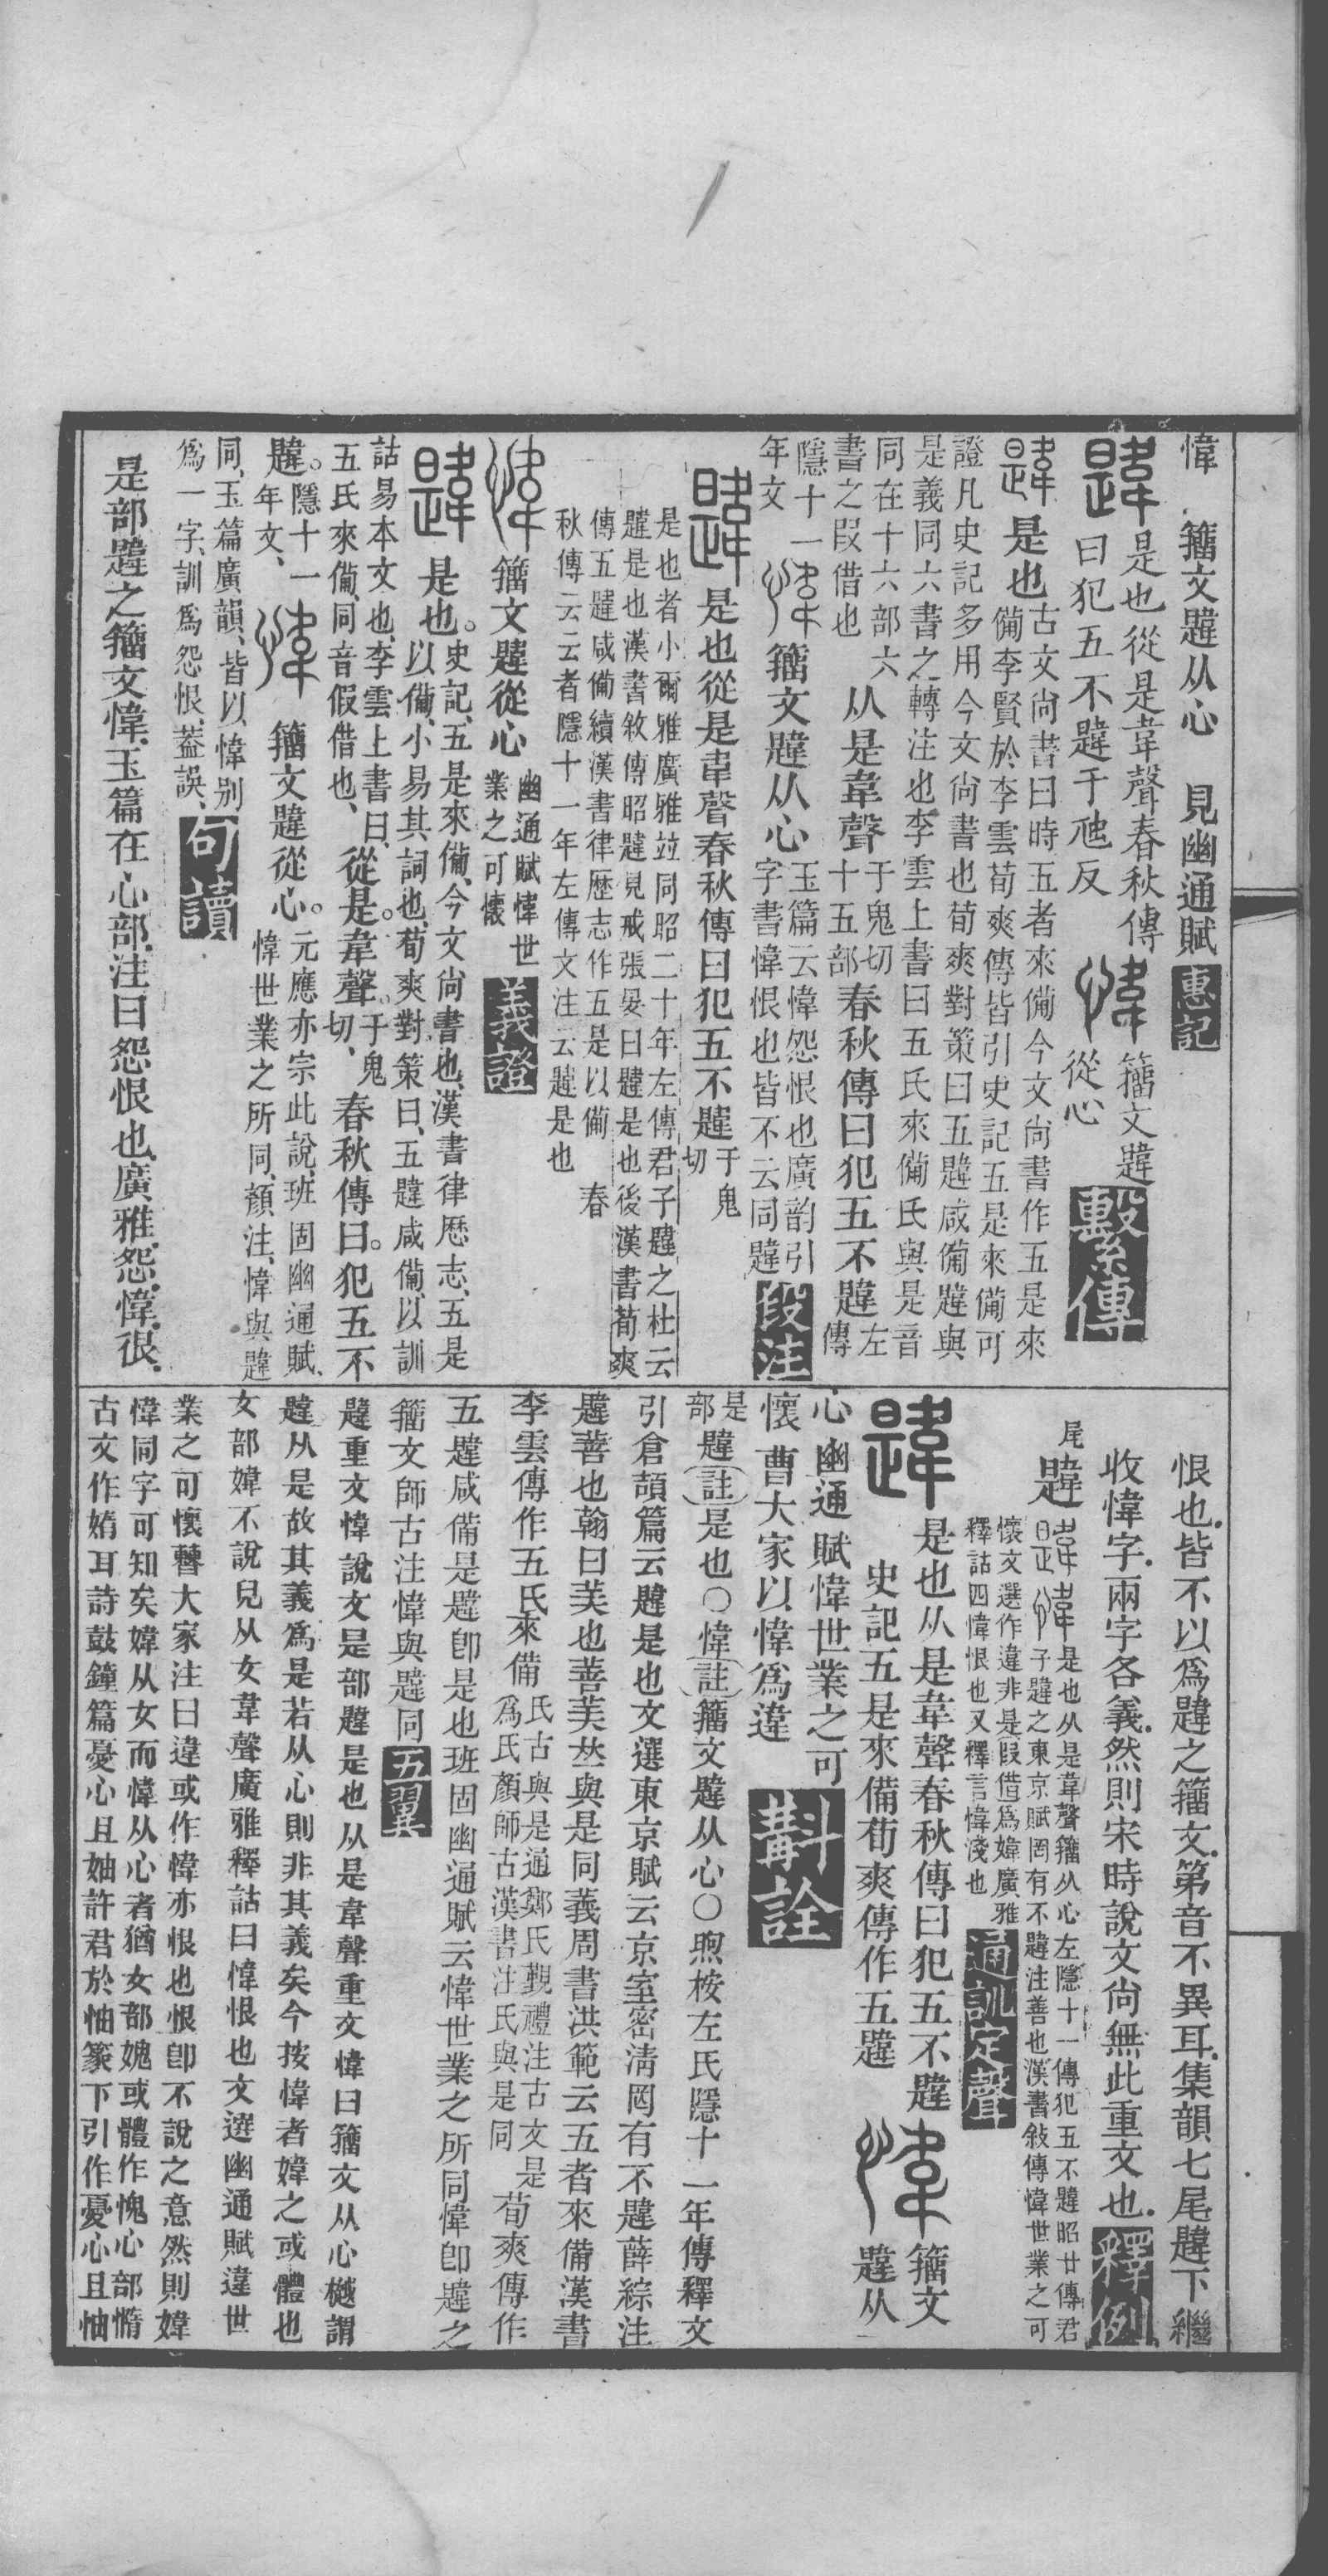 愇　籀文韙从心　見幽通賦惠記
韙是也從是韋聲春秋傳
曰犯五不韙于他反
愇籀文韙
從心繫傳
韙是也古文尚書曰時五者來僃今文尚書作五是來
僃李賢於李雲荀爽傳皆引史記五是來僃可
證凡史記多用今文尚書也荀爽對策曰五韙咸僃韙與
是義同六書之轉注也李雲上書曰五氏來僃氏與是音
同在十六部六
書之叚借也
从是韋聲于鬼切
十五部
春秋傳曰犯五不韙左傳
隱十一
年文
愇籀文韙从心玉篇云愇怨恨也廣韵引
字書愇恨也皆不云同韙段注
韙是也從是韋聲春秋傳曰犯五不韙于鬼
切
是也者小爾雅廣雅竝同昭二十年左傳君子韙之杜云
韙是也漢書敘傳昭韙見戒張晏曰韙是也後漢書荀爽
傳五韙咸僃續漢書律歷志作五是以僃　春
秋傳云云者隱十一年左傳文注云韙是也
愇籀文韙從心幽通賦愇世
業之可懷義證
韙是也。史記、五是來僃、今文尚書也、漢書律歷志、五是
以僃、小易其詞也、荀爽對策曰、五韙咸僃、以訓
詁易本文也、李雲上書曰、
五氏來僃、同音假借也、
從是。韋聲。于鬼
切、
春秋傳曰。犯五不
韙。隱十一
年文、
愇籀文韙從心。元應亦宗此說、班固幽通賦、
愇世業之所同、顏注、愇與韙
同、玉篇廣韻、皆以、愇别
爲一字、訓爲怨恨、葢誤、句讀
是部韙之籀文愇、玉篇在心部、注曰怨恨也、廣雅、怨、愇、很、
恨也、皆不以爲韙之籀文、第音不異耳、集韻七尾韙下繼
收愇字、兩字各義、然則宋時說文尚無此重文也、釋例
尾韙韙愇是也从是韋聲籀从心左隱十一傳犯五不韙昭廿傳君
子韙之東京賦罔有不韙注善也漢書敍傳愇世業之可
懷文選作違非是叚借爲媁廣雅
釋詁四愇恨也又釋言愇淺也通訓定聲
韙是也从是韋聲春秋傳曰犯五不韙
史記五是來備荀爽傳作五韙
愇籀文
韙从
心幽通賦愇世業之可
懷曹大家以愇爲違斠詮
是
部韙（註）是也○愇（註）籀文韙从心○煦桉左氏隱十一年傳釋文
引倉頡篇云韙是也文選東京賦云京室密淸罔有不韙薛綜注
韙善也翰曰美也善美竝與是同義周書洪範云五者來備漢書
李雲傳作五氏來備氏古與是通鄭氏覲禮注古文是
爲氏顏師古漢書注氏與是同荀爽傳作
五韙咸備是韙卽是也班固幽通賦云愇世業之所同愇卽韙之
籀文師古注愇與韙同五翼
韙重文愇說文是部韙是也从是韋聲重文愇曰籀文从心樾謂
韙从是故其義爲是若从心則非其義矣今按愇者媁之或體也
女部媁不說皃从女韋聲廣雅釋詁曰愇恨也文選幽通賦違世
業之可懷曹大家注曰違或作愇亦恨也恨卽不說之意然則媁
愇同字可知矣媁从女而愇从心者猶女部媿或體作愧心部憜
古文作媠耳詩鼓鐘篇憂心且妯許君於怞篆下引作憂心且怞